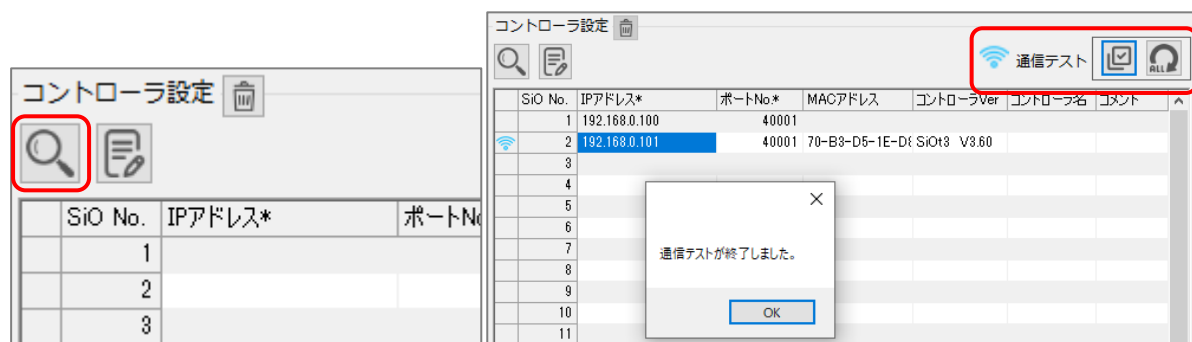 コントローラ設定
SiO No. IPアドレス* ポートNo
1
2
3
コントローラ設定
通信テスト ALL
SiO No. IPアドレス* ポートNo.* MACアドレス コントローラVer コントローラ名 コメント
1 192.168.0.100 40001
2 192.168.0.101 40001 70-B3-D5-1E-D8 SiOt3 V3.60
3
4
5
6
7
8
9
10
11
通信テストが終了しました。
OK